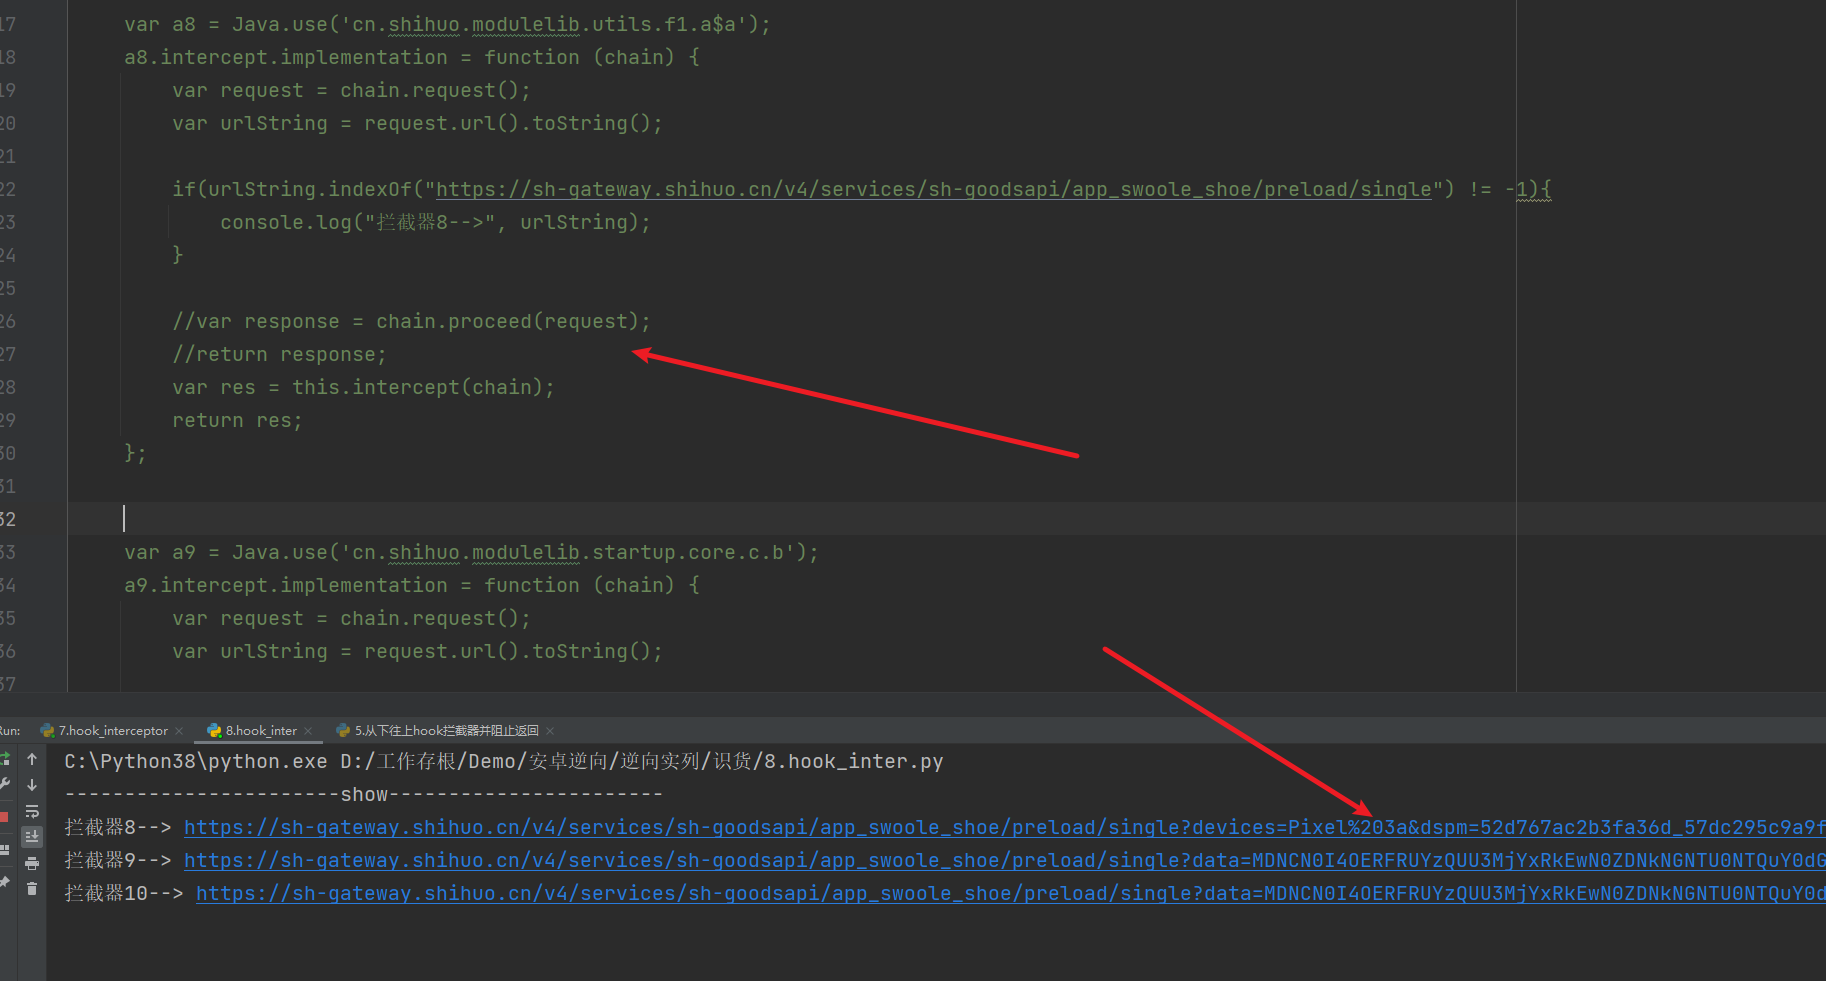 17 var a8 = Java.use('cn.shihuo.modulelib.utils.f1.a$a');
18 a8.intercept.implementation = function (chain) {
19 var request = chain.request();
20 var urlString = request.url().toString();
21
22 if(urlString.indexOf("https://sh-gateway.shihuo.cn/v4/services/sh-goodsapi/app_swoole_shoe/preload/single") != -1){
23 console.log("拦截器8-->", urlString);
24 }
25
26 //var response = chain.proceed(request);
27 //return response;
28 var res = this.intercept(chain);
29 return res;
30 };
31
32
33 var a9 = Java.use('cn.shihuo.modulelib.startup.core.c.b');
34 a9.intercept.implementation = function (chain) {
35 var request = chain.request();
36 var urlString = request.url().toString();
37
Run: 7.hook_interceptor × 8.hook_inter × 5.从下往上hook拦截器并阻止返回 ×
C:\Python38\python.exe D:/工作存根/Demo/安卓逆向/逆向实列/识货/8.hook_inter.py
-----------------------show-----------------------
拦截器8--> https://sh-gateway.shihuo.cn/v4/services/sh-goodsapi/app_swoole_shoe/preload/single?devices=Pixel%203a&dspm=52d767ac2b3fa36d_57dc295c9a9f
拦截器9--> https://sh-gateway.shihuo.cn/v4/services/sh-goodsapi/app_swoole_shoe/preload/single?data=MDNCN0I4OERFRUYzQUU3MjYxRkEwN0ZDNkNGNTU0NTQuY0dG
拦截器10--> https://sh-gateway.shihuo.cn/v4/services/sh-goodsapi/app_swoole_shoe/preload/single?data=MDNCN0I4OERFRUYzQUU3MjYxRkEwN0ZDNkNGNTU0NTQuY0d